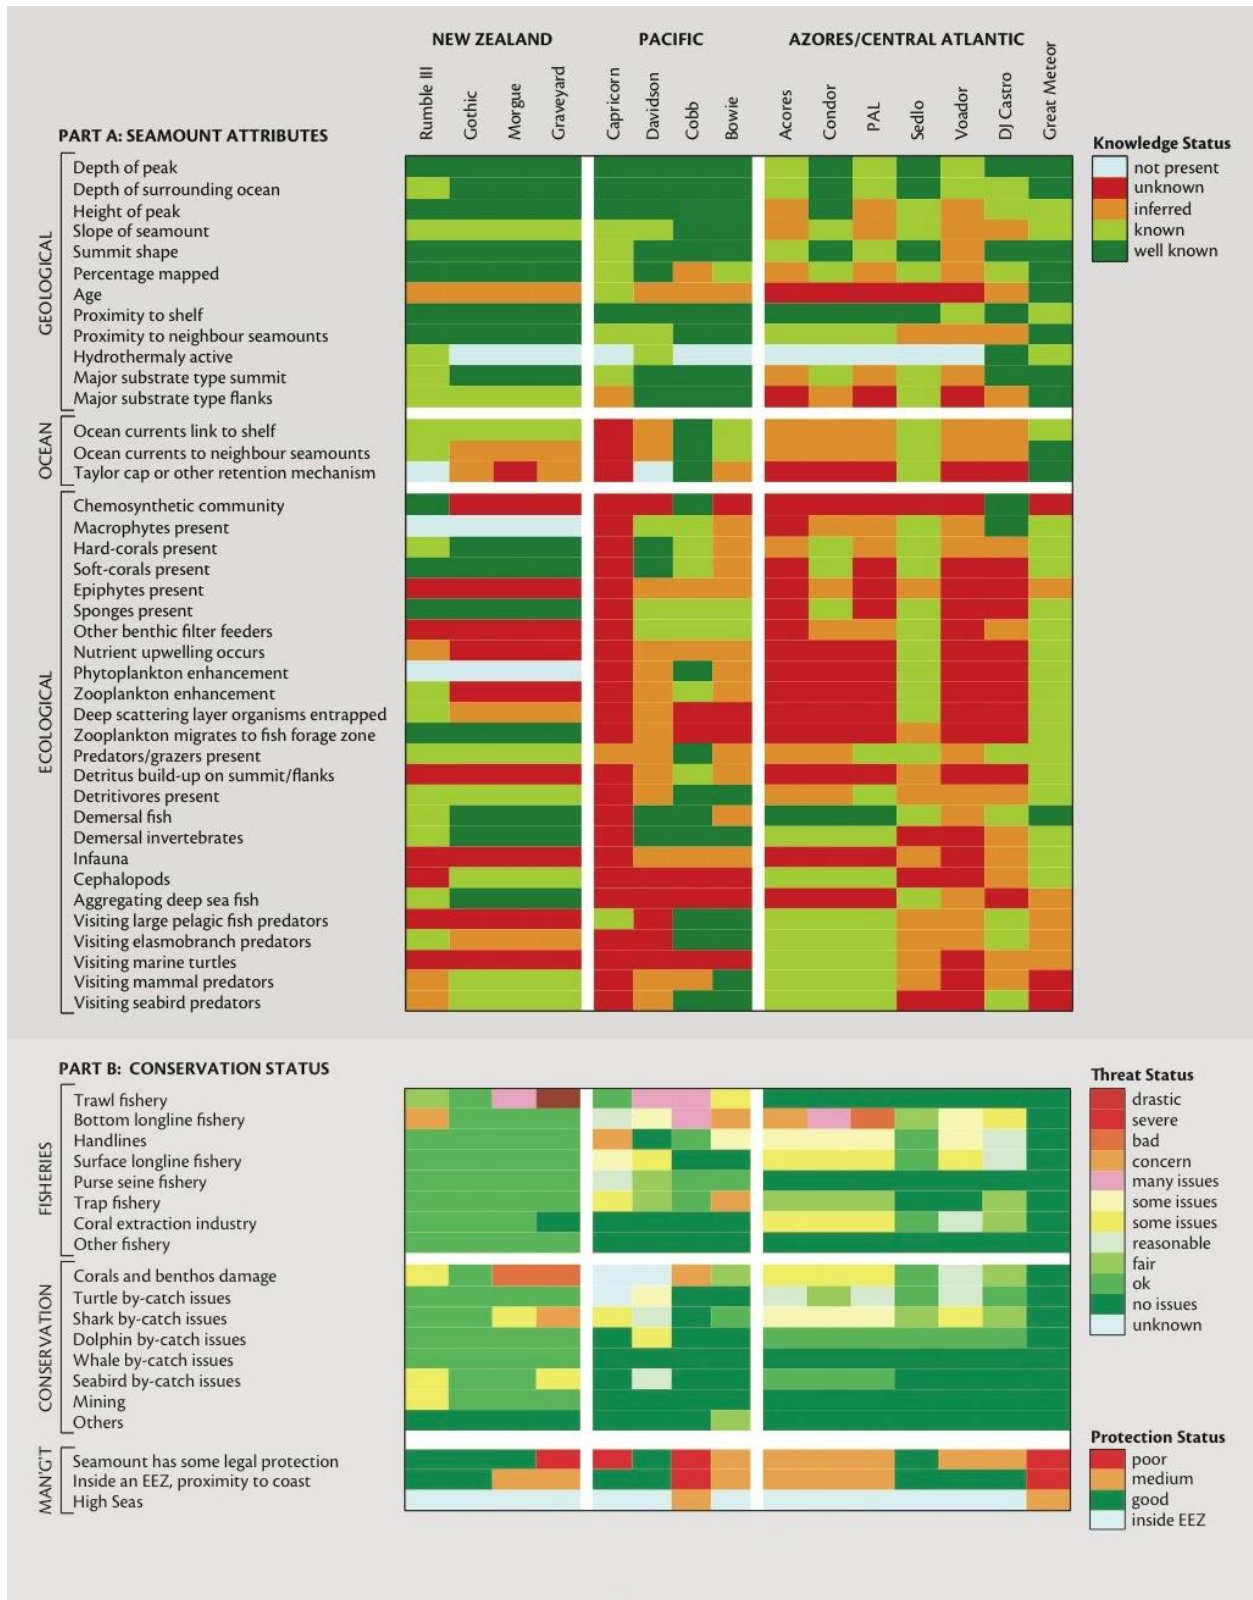 NEW ZEALAND PACIFIC AZORES/CENTRAL ATLANTIC
Rumble III
Gothic
Morgue
Graveyard
Capricorn
Davidson
Cobb
Bowie
Acores
Condor
PAL
Sedlo
Voador
DJ Castro
Great Meteor
PART A: SEAMOUNT ATTRIBUTES
GEOLOGICAL
Depth of peak
Depth of surrounding ocean
Height of peak
Slope of seamount
Summit shape
Percentage mapped
Age
Proximity to shelf
Proximity to neighbour seamounts
Hydrothermaly active
Major substrate type summit
Major substrate type flanks
OCEAN
Ocean currents link to shelf
Ocean currents to neighbour seamounts
Taylor cap or other retention mechanism
ECOLOGICAL
Chemosynthetic community
Macrophytes present
Hard-corals present
Soft-corals present
Epiphytes present
Sponges present
Other benthic filter feeders
Nutrient upwelling occurs
Phytoplankton enhancement
Zooplankton enhancement
Deep scattering layer organisms entrapped
Zooplankton migrates to fish forage zone
Predators/grazers present
Detritus build-up on summit/flanks
Detritivores present
Demersal fish
Demersal invertebrates
Infauna
Cephalopods
Aggregating deep sea fish
Visiting large pelagic fish predators
Visiting elasmobranch predators
Visiting marine turtles
Visiting mammal predators
Visiting seabird predators
Knowledge Status
not present
unknown
inferred
known
well known
PART B: CONSERVATION STATUS
FISHERIES
Trawl fishery
Bottom longline fishery
Handlines
Surface longline fishery
Purse seine fishery
Trap fishery
Coral extraction industry
Other fishery
CONSERVATION
Corals and benthos damage
Turtle by-catch issues
Shark by-catch issues
Dolphin by-catch issues
Whale by-catch issues
Seabird by-catch issues
Mining
Others
MAN'G'T
Seamount has some legal protection
Inside an EEZ, proximity to coast
High Seas
Threat Status
drastic
severe
bad
concern
many issues
some issues
some issues
reasonable
fair
ok
no issues
unknown
Protection Status
poor
medium
good
inside EEZ